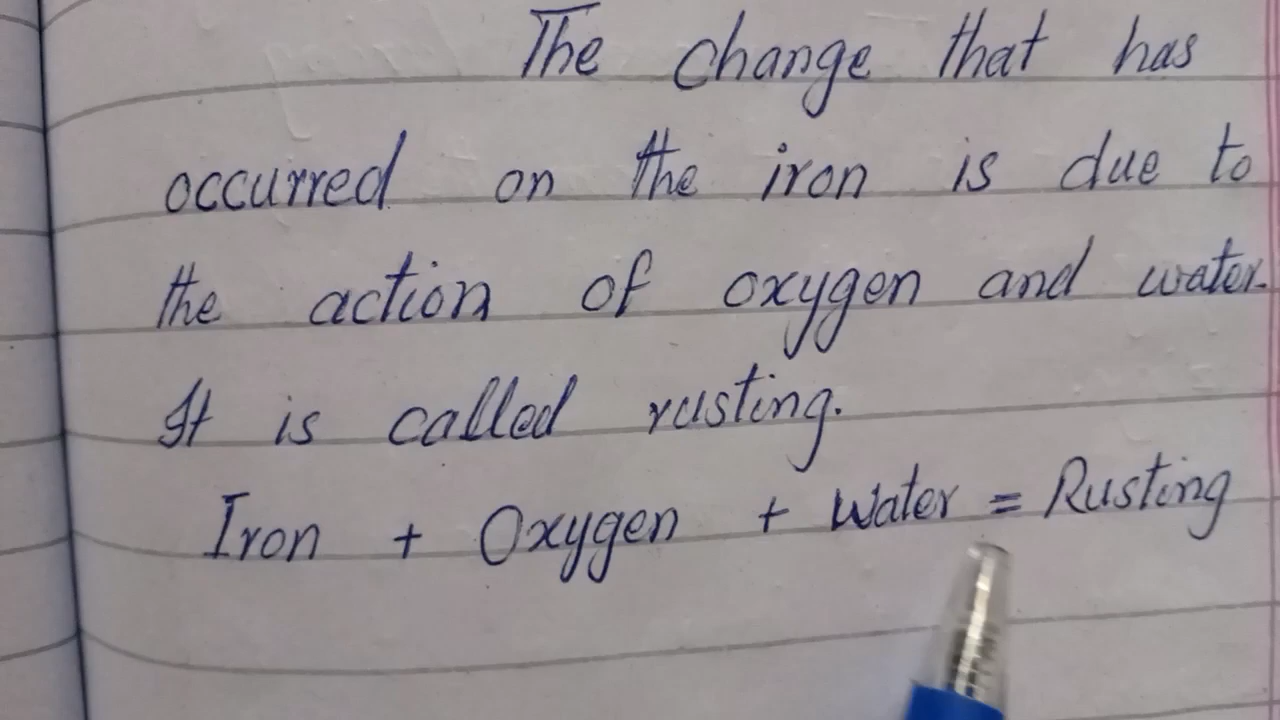 The change that has
occurred on the iron is due to
the action of oxygen and water.
It is called rusting.
Iron + Oxygen + Water = Rusting